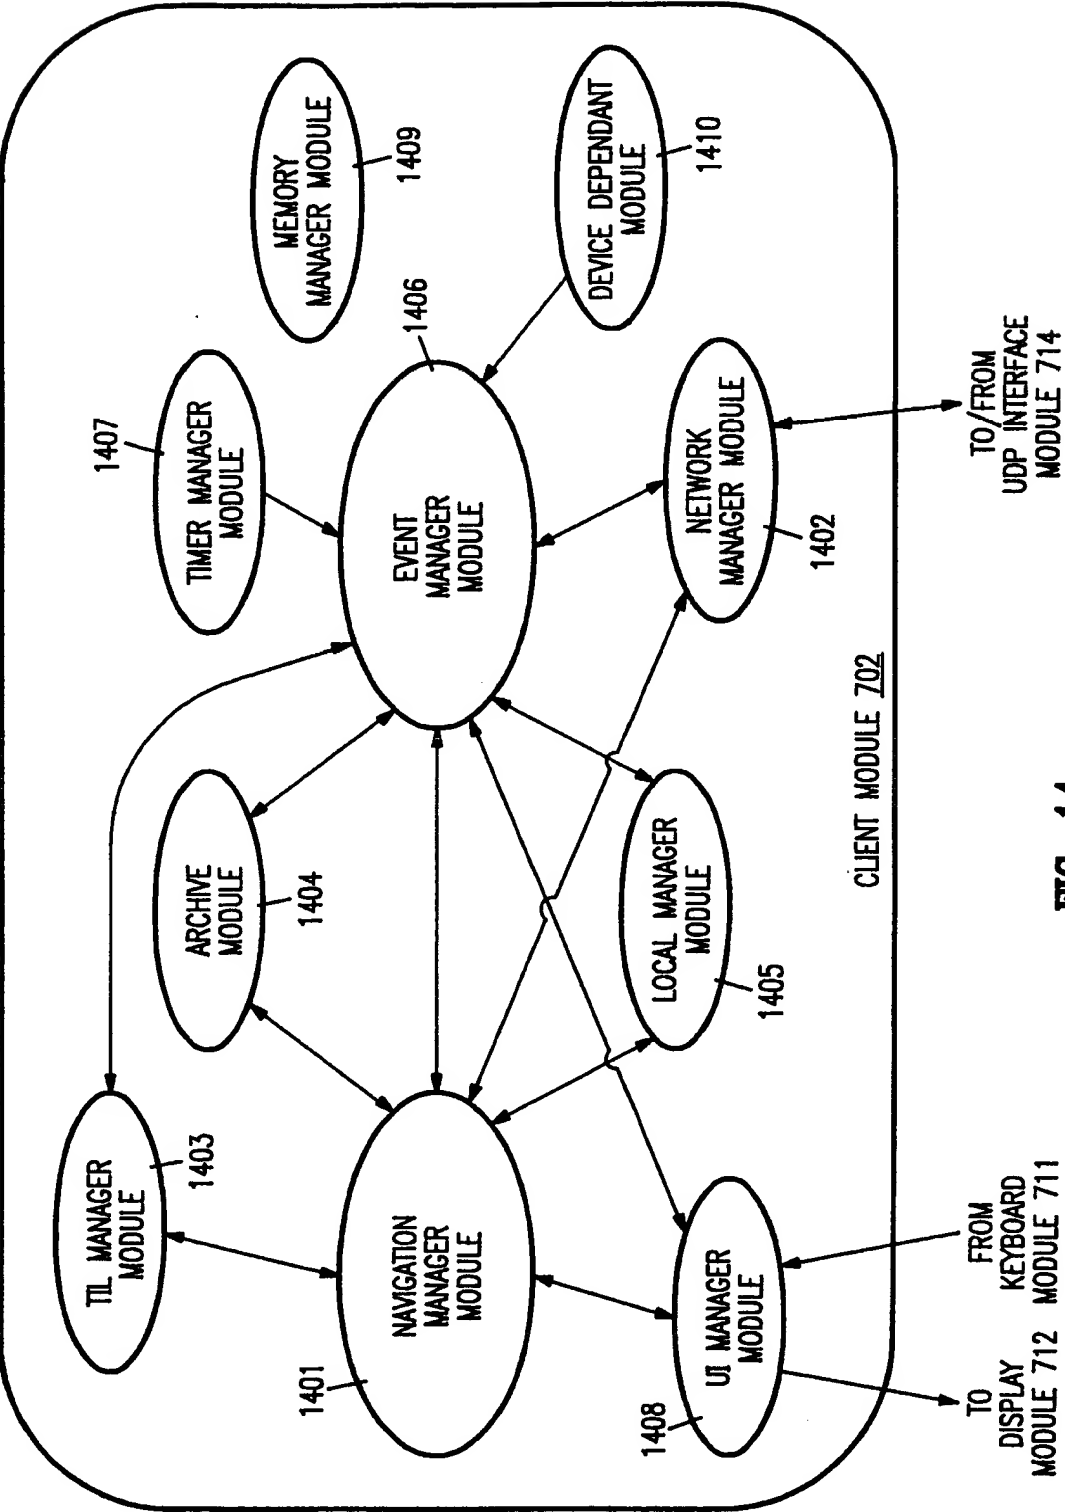 TIL MANAGER
MODULE
1403
ARCHIVE
MODULE
1404
1407
TIMER MANAGER
MODULE
MEMORY
MANAGER MODULE
1409
1401
NAVIGATION
MANAGER
MODULE
EVENT
MANAGER
MODULE
1406
DEVICE DEPENDANT
MODULE
1410
1408
UI MANAGER
MODULE
LOCAL MANAGER
MODULE
1405
NETWORK
MANAGER MODULE
1402
CLIENT MODULE 702
TO
DISPLAY
MODULE 712
FROM
KEYBOARD
MODULE 711
TO/FROM
UDP INTERFACE
MODULE 714